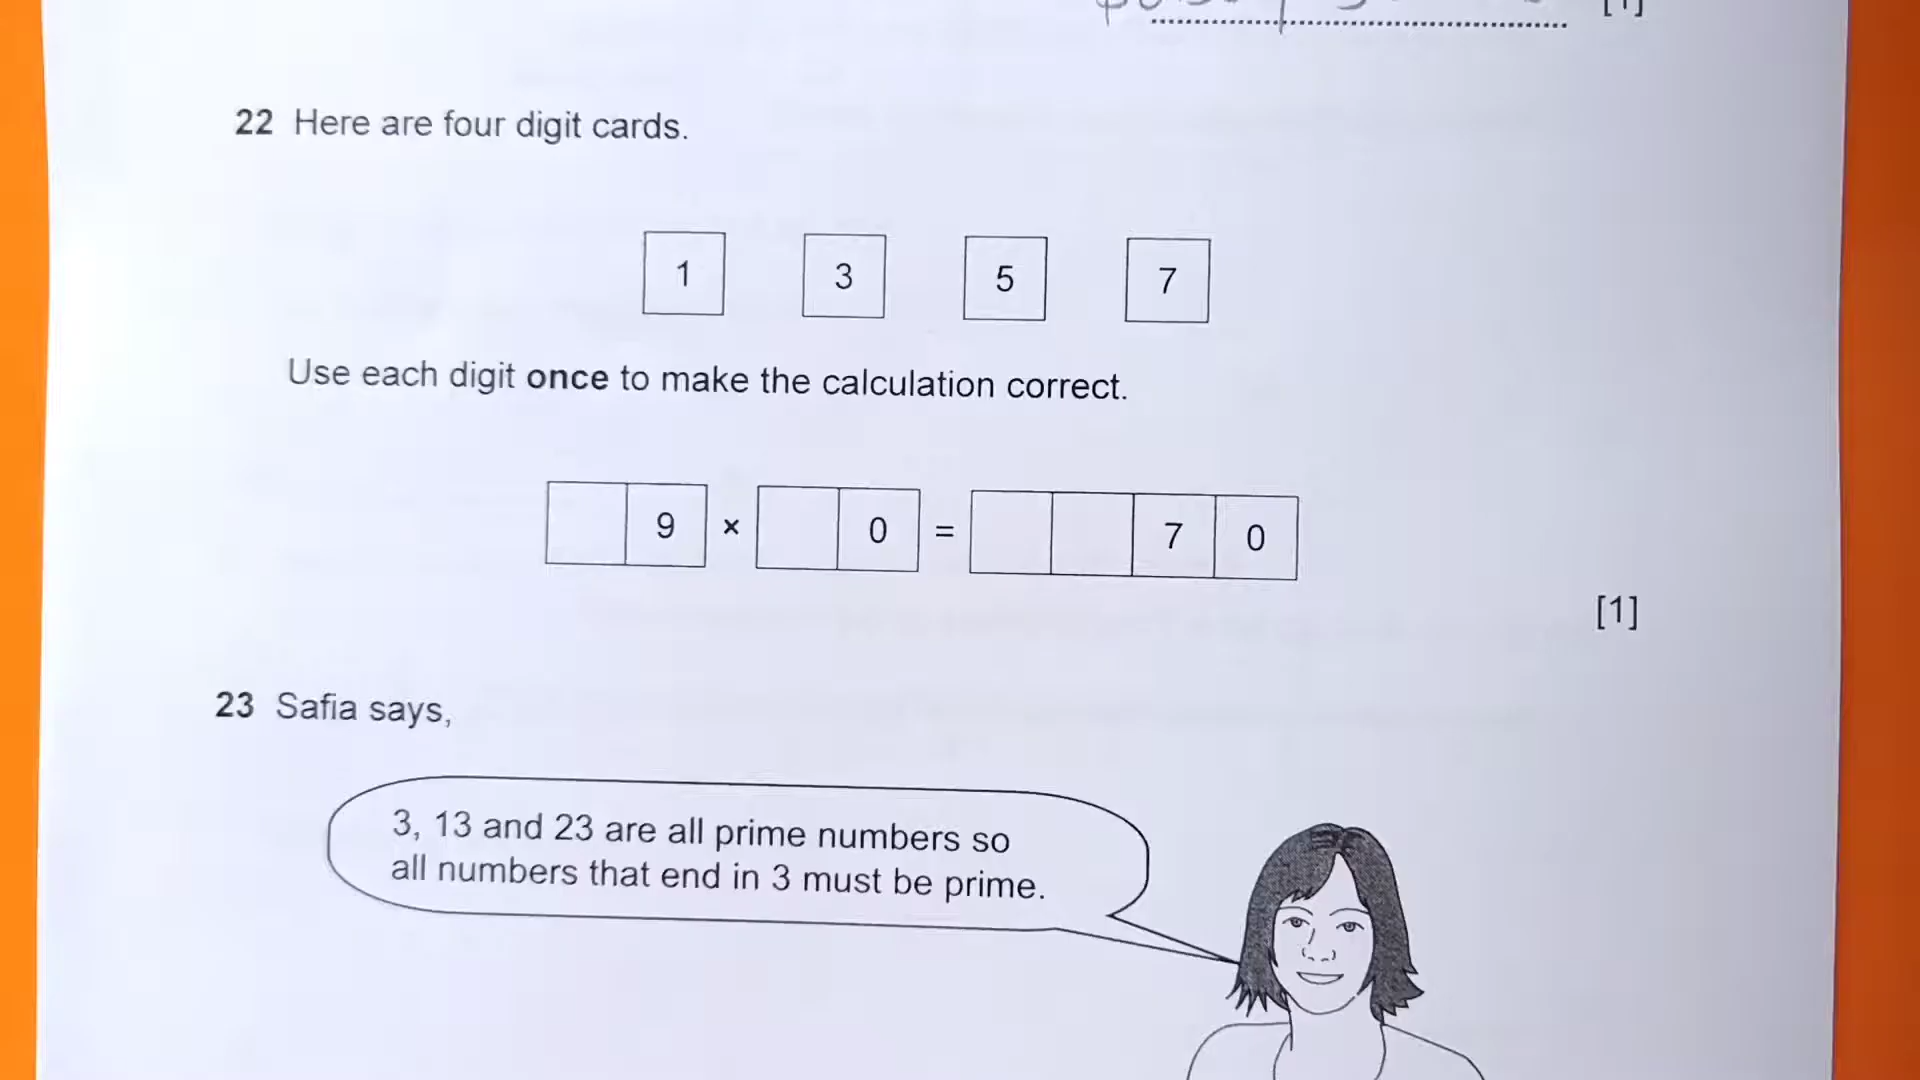 [1]
22 Here are four digit cards.
1 3 5 7
Use each digit once to make the calculation correct.
9 × 0 = 7 0
[1]
23 Safia says,
3, 13 and 23 are all prime numbers so
all numbers that end in 3 must be prime.